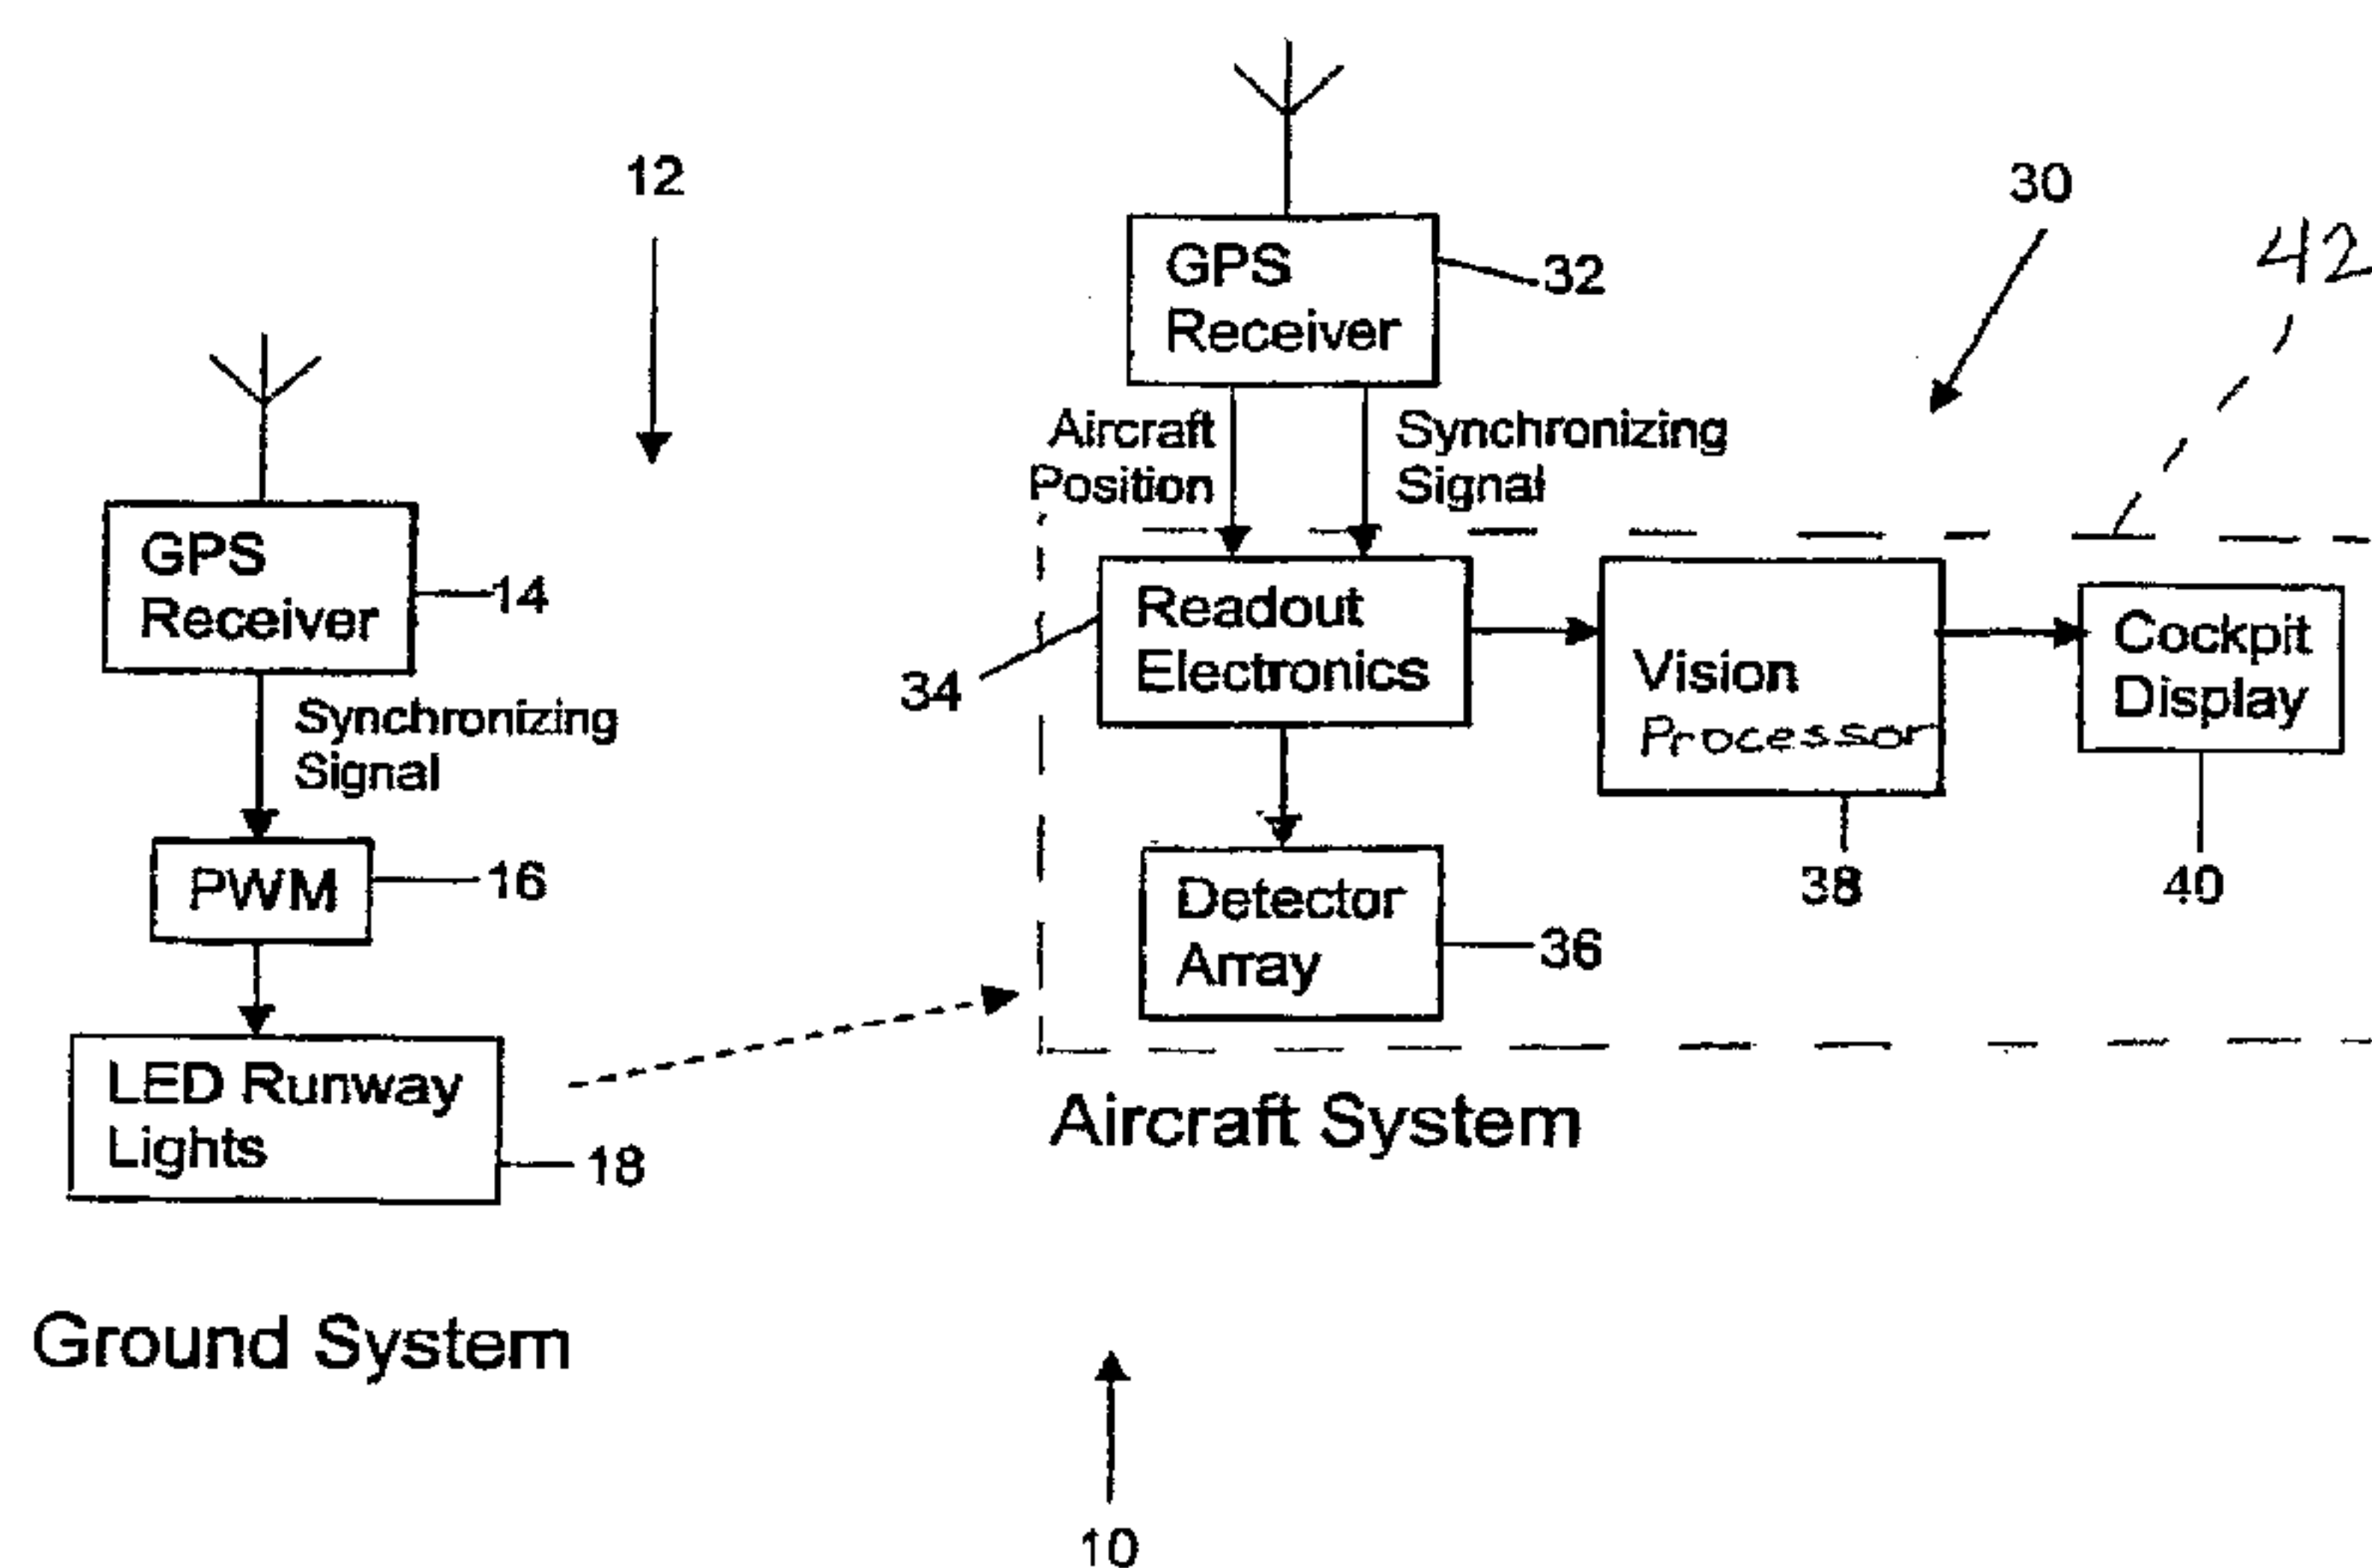 12
30
42
GPS
Receiver
32
Aircraft
Position
Synchronizing
Signal
GPS
Receiver
14
Synchronizing
Signal
PWM
16
LED Runway
Lights
18
Ground System
Readout
Electronics
34
Vision
Processor
38
Cockpit
Display
40
Detector
Array
36
Aircraft System
10